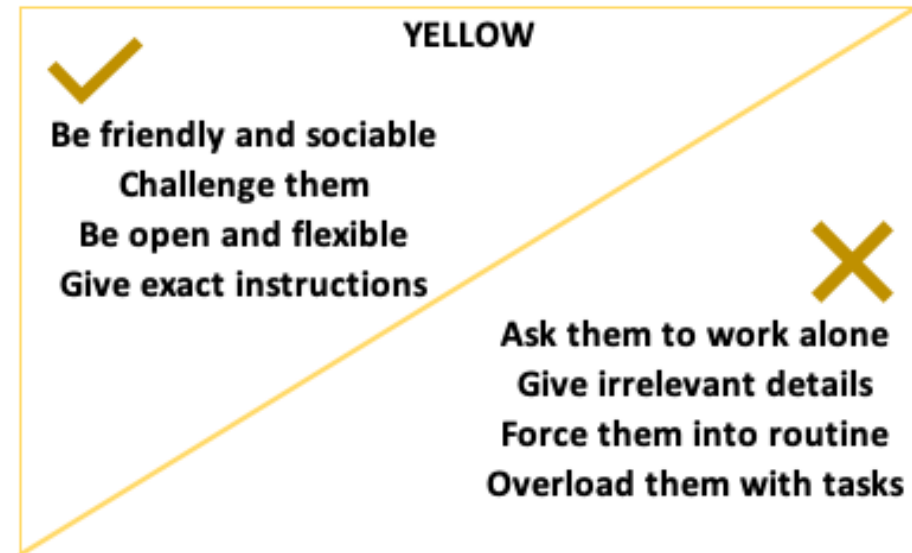 YELLOW
Be friendly and sociable
Challenge them
Be open and flexible
Give exact instructions
Ask them to work alone
Give irrelevant details
Force them into routine
Overload them with tasks